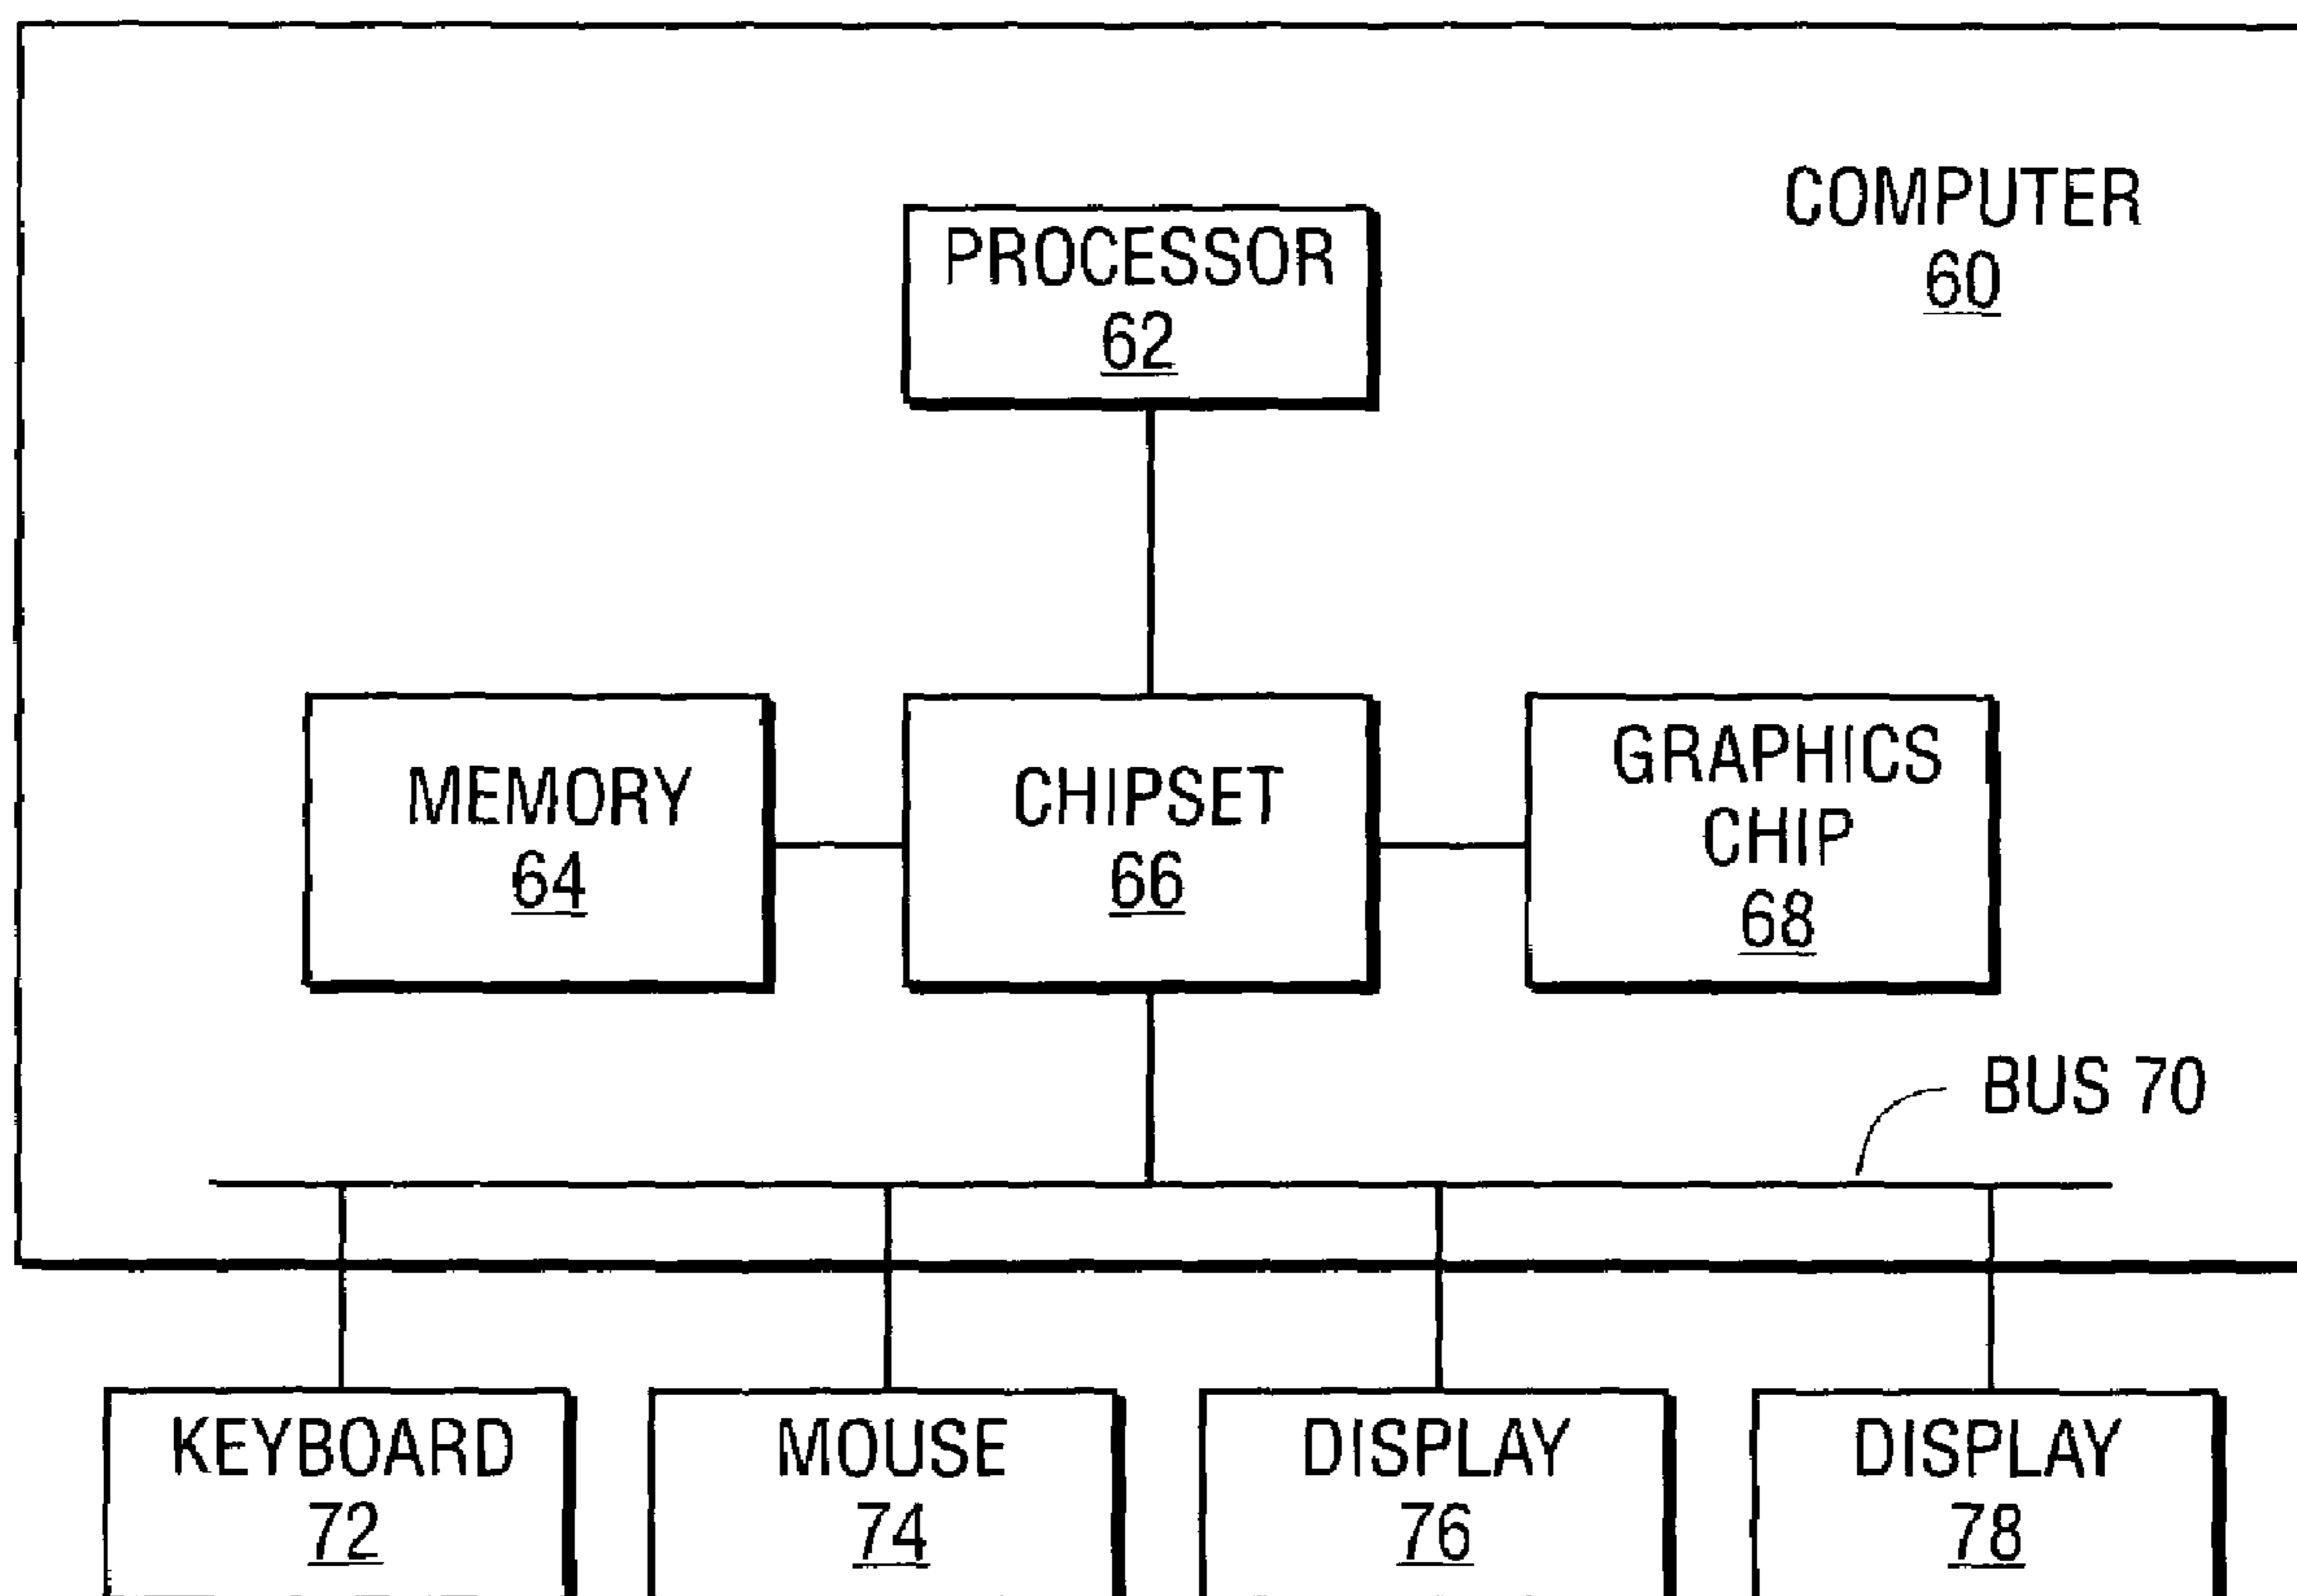 COMPUTER
60
PROCESSOR
62
MEMORY
64
CHIPSET
66
GRAPHICS
CHIP
68
BUS 70
KEYBOARD
72
MOUSE
74
DISPLAY
76
DISPLAY
78